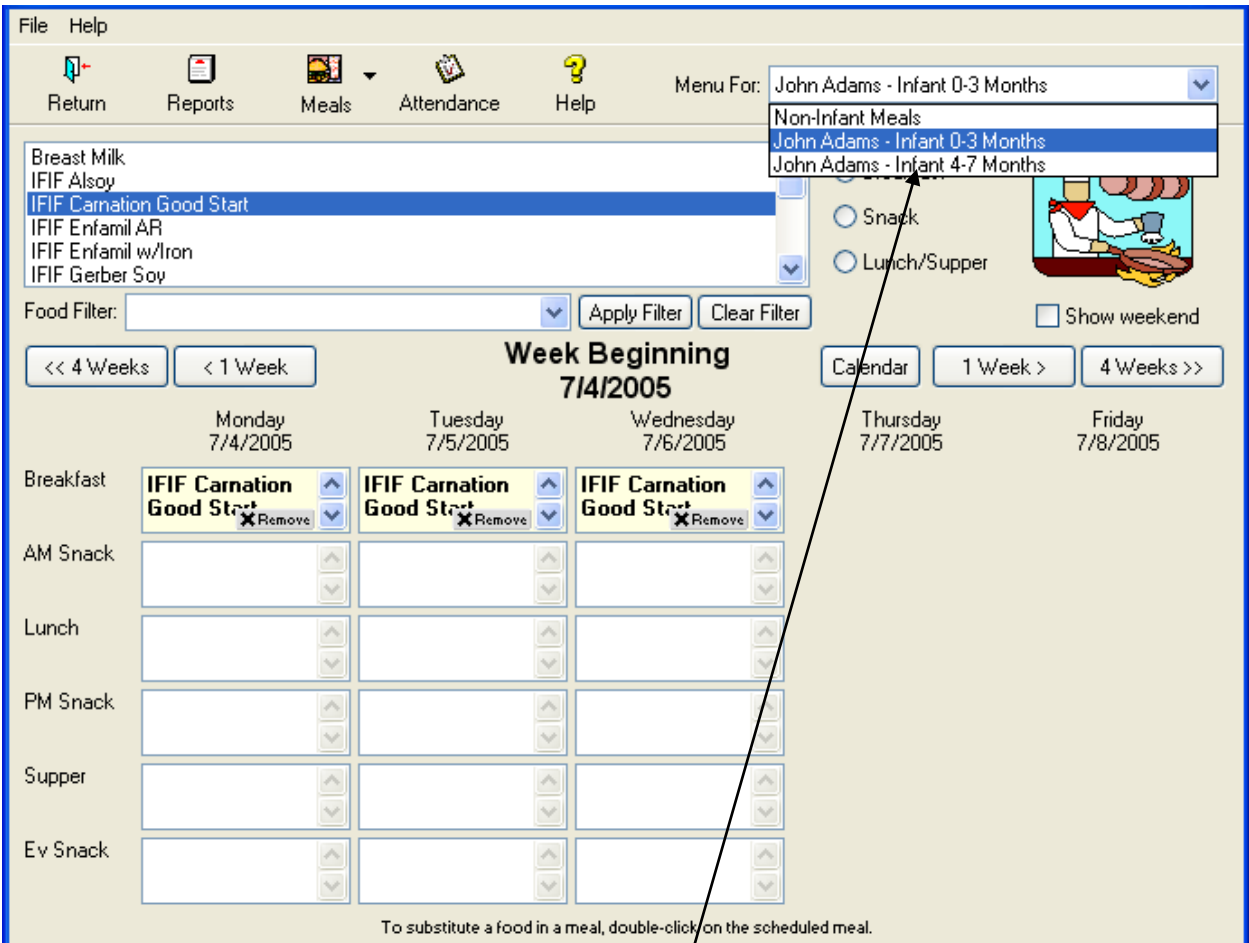 File Help
Return Reports Meals Attendance Help
Menu For: John Adams - Infant 0-3 Months
Non-Infant Meals
John Adams - Infant 0-3 Months
John Adams - Infant 4-7 Months
Breast Milk
IFIF Alsoy
IFIF Carnation Good Start
IFIF Enfamil AR
IFIF Enfamil w/Iron
IFIF Gerber Soy
Snack
Lunch/Supper
Food Filter: Apply Filter Clear Filter
Show weekend
<< 4 Weeks < 1 Week
Week Beginning
7/4/2005
Calendar 1 Week > 4 Weeks >>
Monday Tuesday Wednesday Thursday Friday
7/4/2005 7/5/2005 7/6/2005 7/7/2005 7/8/2005
Breakfast
IFIF Carnation IFIF Carnation IFIF Carnation
Good Start Remove Good Start Remove Good Start Remove
AM Snack
Lunch
PM Snack
Supper
Ev Snack
To substitute a food in a meal, double-click on the scheduled meal.